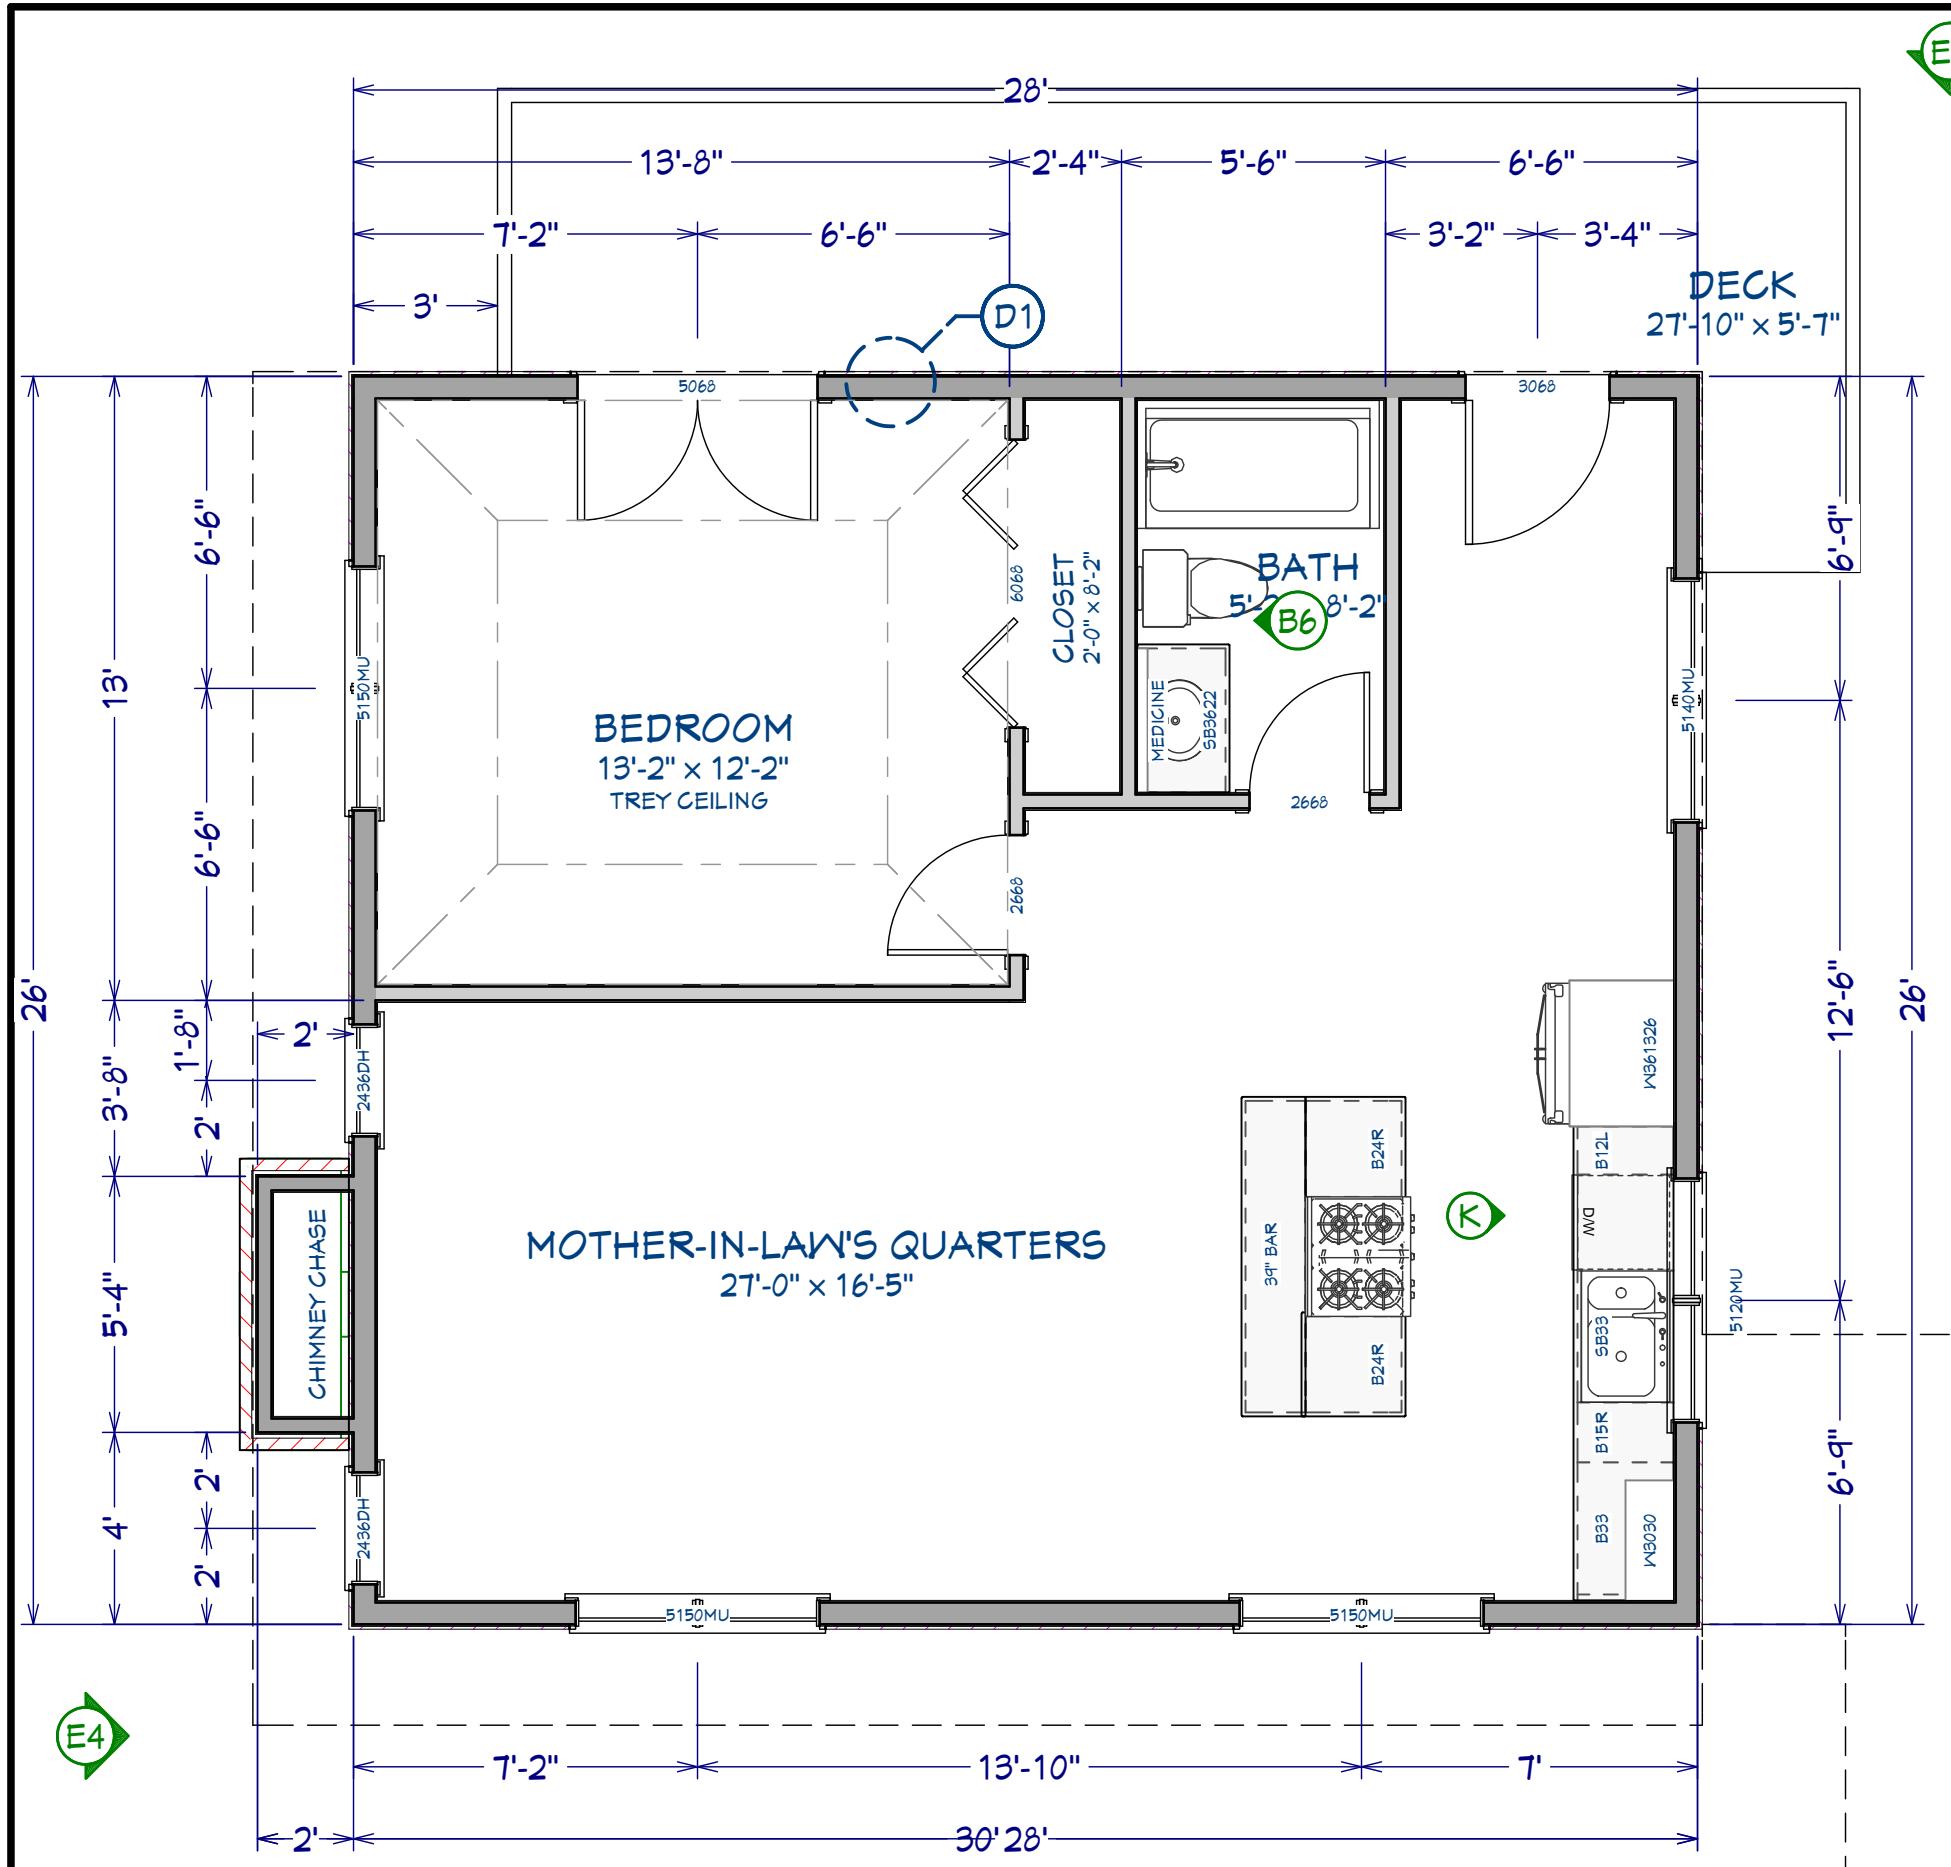 E
28'
13'-8"
2'-4"
5'-6"
6'-6"
7'-2"
6'-6"
3'-2"
3'-4"
3'
D1
DECK
27'-10" x 5'-7"
5068
3068
26'
13'
6'-6"
6'-6"
5150MU
BEDROOM
13'-2" x 12'-2"
TREY CEILING
6068
CLOSET
2'-0" x 8'-2"
BATH
8'-2"
B6
MEDICINE
SB3622
2668
2668
5140MU
6'-9"
12'-6"
26'
3'-8"
1'-8"
2'
2'
2436DH
W361326
B12L
D/W
B24R
39" BAR
B24R
K
5'-4"
CHIMNEY CHASE
MOTHER-IN-LAW'S QUARTERS
27'-0" x 16'-5"
SB33
5120MU
B15R
B33
W3030
6'-9"
4'
2'
2'
2436DH
5150MU
5150MU
E4
7'-2"
13'-10"
7'
2'
30'
28'